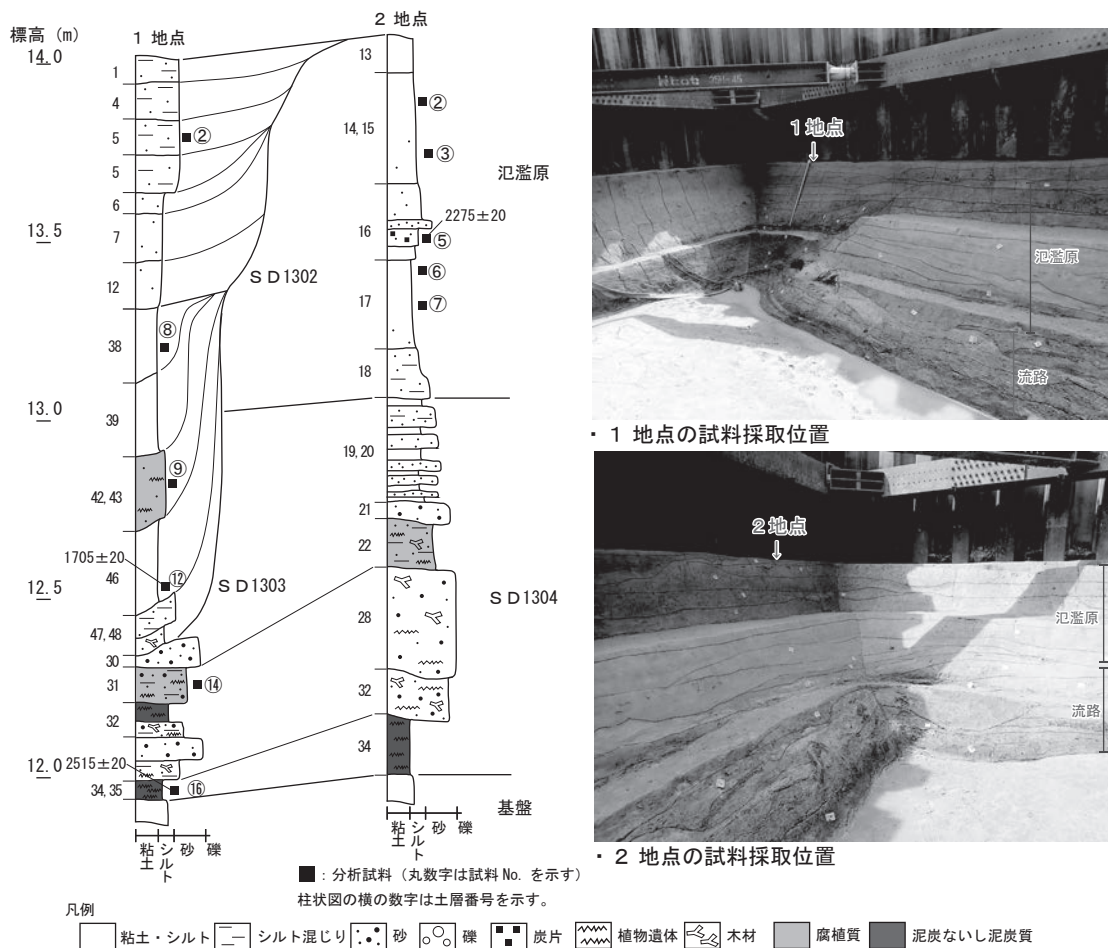 標高 (m)
1 地点
2 地点
14.0
13.5
13.0
12.5
12.0
1
4
5
②
5
6
7
12
38
⑧
39
42, 43
⑨
1705±20
46
⑫
47, 48
30
31
⑭
32
2515±20
34, 35
⑯
SD1302
SD1303
13
②
14, 15
③
2275±20
16
⑤
⑥
17
⑦
18
19, 20
21
22
28
32
34
SD1304
氾濫原
基盤
粘土
シルト
砂
礫
粘土
シルト
砂
礫
■:分析試料(丸数字は試料 No. を示す)
柱状図の横の数字は土層番号を示す。
1 地点
氾濫原
流路
・1 地点の試料採取位置
2 地点
氾濫原
流路
・2 地点の試料採取位置
凡例
粘土・シルト シルト混じり 砂 礫 炭片 植物遺体 木材 腐植質 泥炭ないし泥炭質